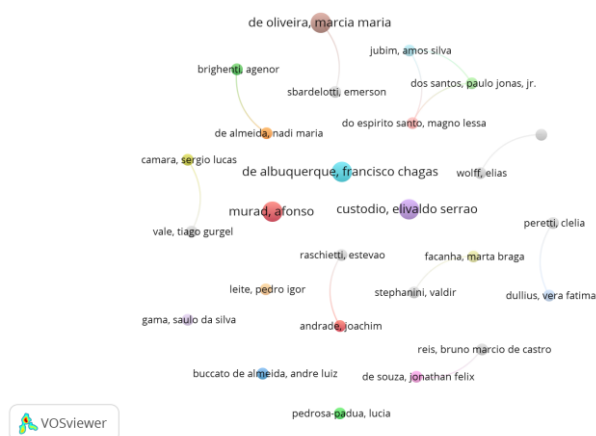 de oliveira, marcia maria
jubim, amos silva
brighenti, agenor
dos santos, paulo jonas, jr.
sbardelotti, emerson
do espirito santo, magno lessa
de almeida, nadi maria
camara, sergio lucas
de albuquerque, francisco chagas
wolff, elias
murad, afonso
custodio, elivaldo serrao
peretti, clelia
vale, tiago gurgel
raschietti, estevao
facanha, marta braga
leite, pedro igor
stephanini, valdir
dullius, vera fatima
gama, saulo da silva
andrade, joachim
reis, bruno marcio de castro
buccato de almeida, andre luiz
de souza, jonathan felix
pedrosa-padua, lucia
VOSviewer